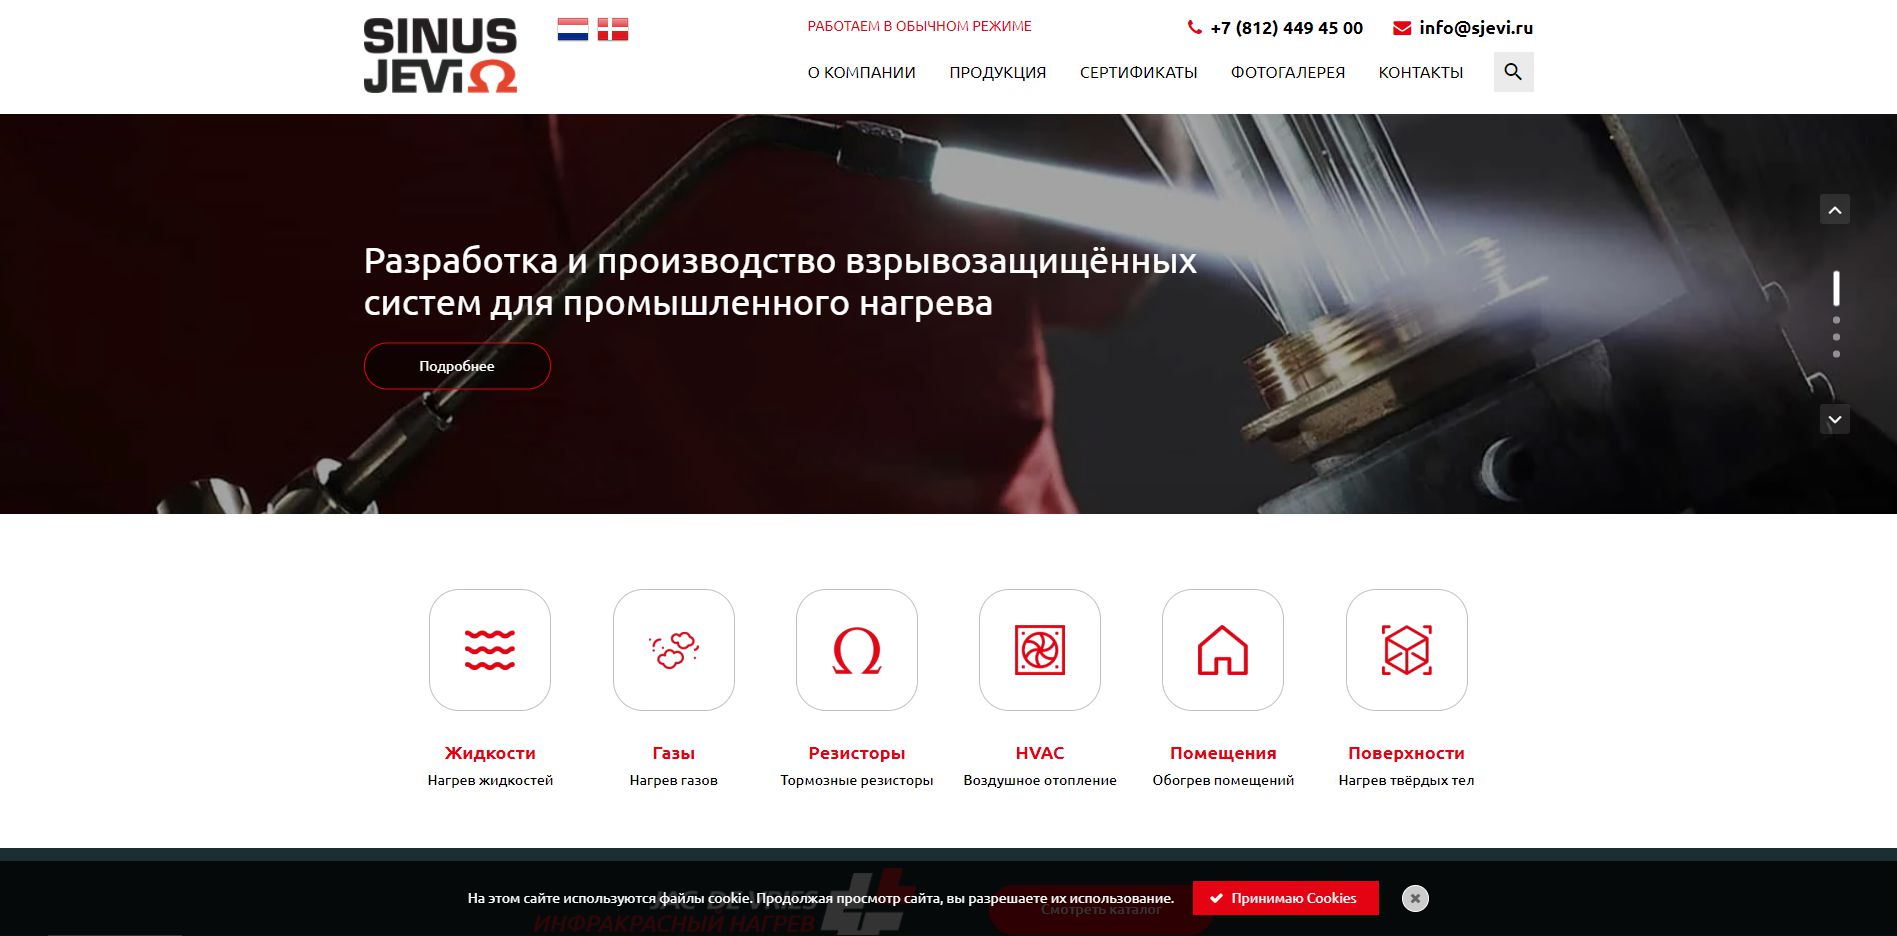 SINUS
JEVi Ω
РАБОТАЕМ В ОБЫЧНОМ РЕЖИМЕ
+7 (812) 449 45 00
info@sjevi.ru
О КОМПАНИИ ПРОДУКЦИЯ СЕРТИФИКАТЫ ФОТОГАЛЕРЕЯ КОНТАКТЫ
Разработка и производство взрывозащищённых
систем для промышленного нагрева
Подробнее
Ω
Жидкости Газы Резисторы HVAC Помещения Поверхности
Нагрев жидкостей Нагрев газов Тормозные резисторы Воздушное отопление Обогрев помещений Нагрев твёрдых тел
JAC DE VRIES
На этом сайте используются файлы cookie. Продолжая просмотр сайта, вы разрешаете их использование.
Принимаю Cookies
ИНФРАКРАСНЫЙ НАГРЕВ
Смотреть каталог